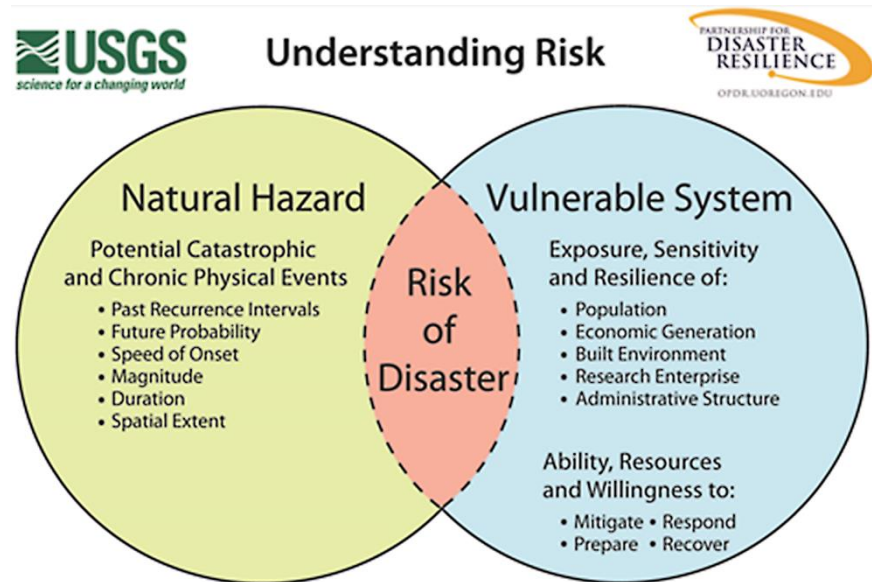 USGS
science for a changing world
Understanding Risk
PARTNERSHIP FOR
DISASTER
RESILIENCE
OPDR.UOREGON.EDU
Natural Hazard
Potential Catastrophic
and Chronic Physical Events
• Past Recurrence Intervals
• Future Probability
• Speed of Onset
• Magnitude
• Duration
• Spatial Extent
Risk
of
Disaster
Vulnerable System
Exposure, Sensitivity
and Resilience of:
• Population
• Economic Generation
• Built Environment
• Research Enterprise
• Administrative Structure
Ability, Resources
and Willingness to:
• Mitigate • Respond
• Prepare • Recover